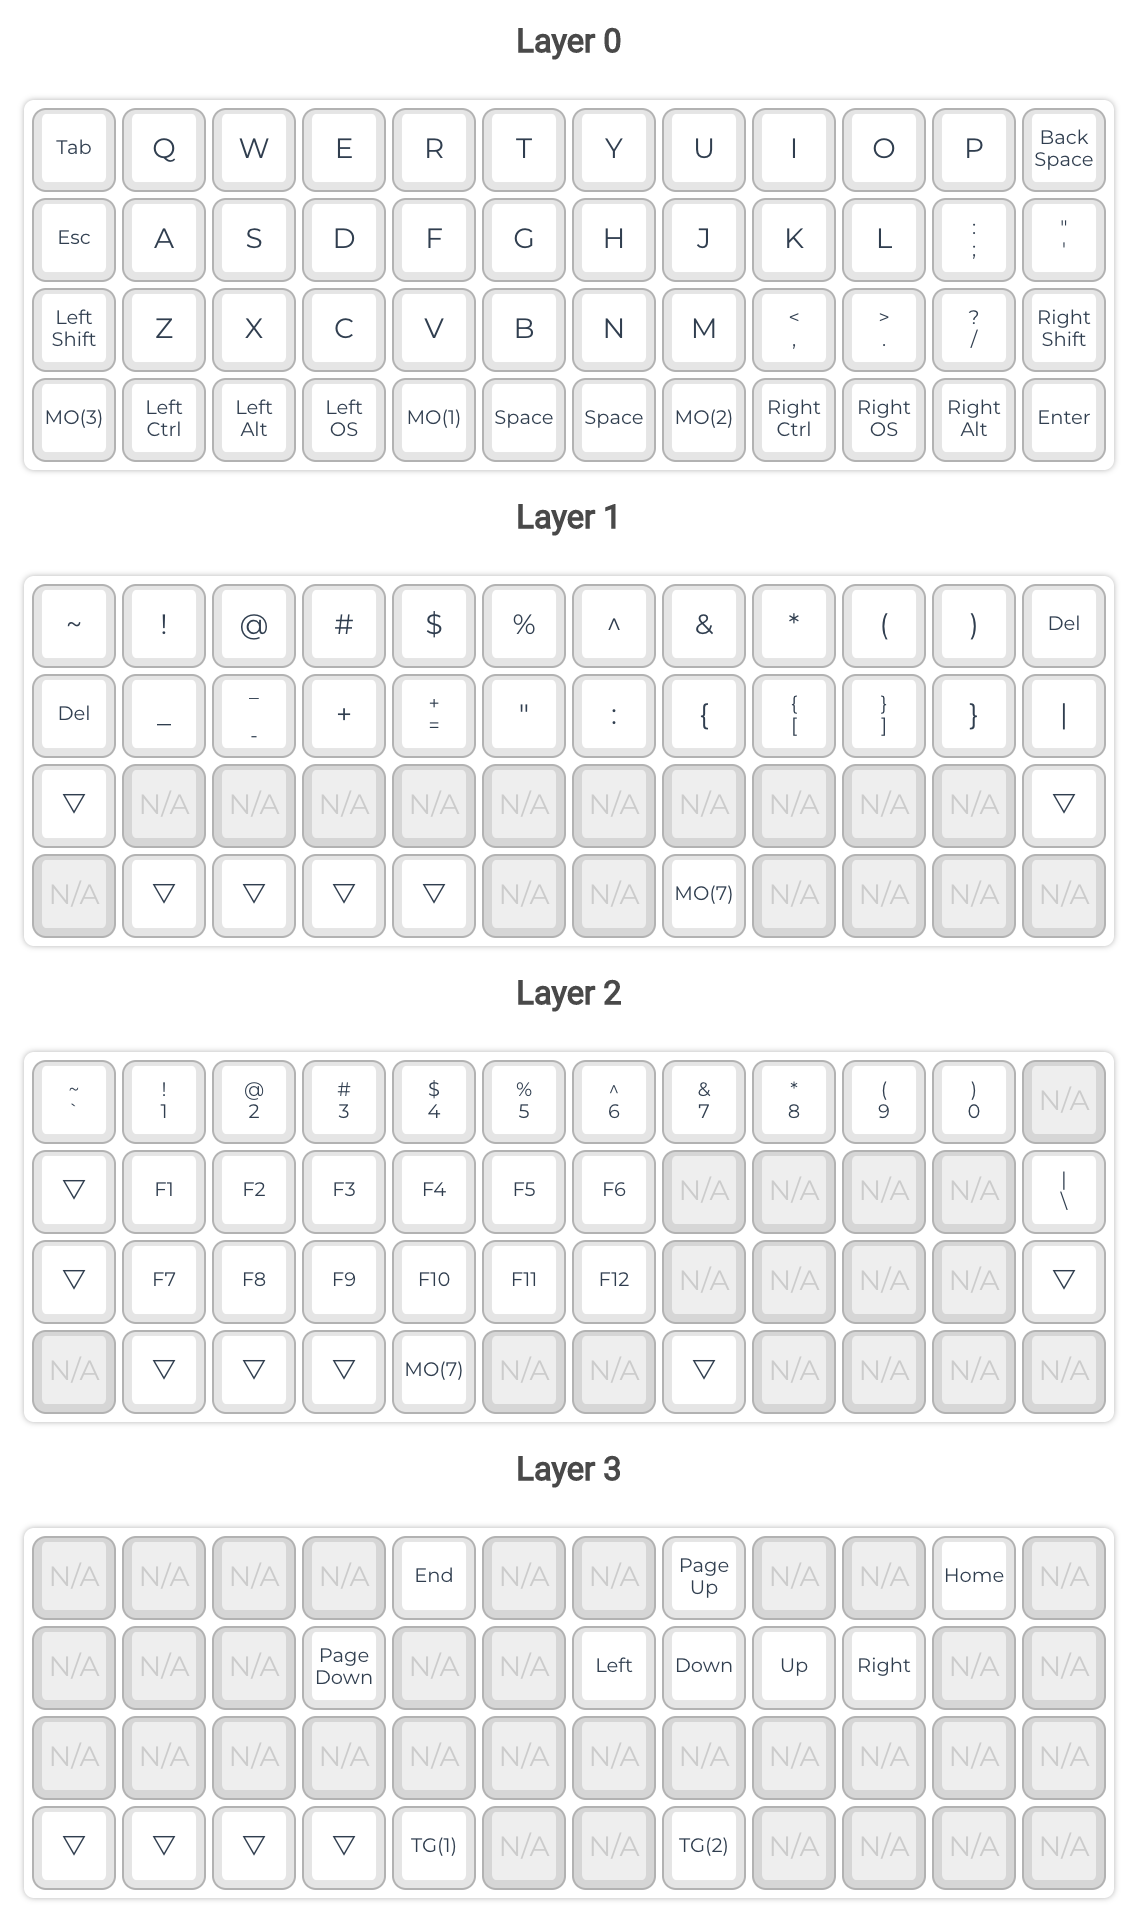 Layer 0
Tab Q W E R T Y U I O P Back Space
Esc A S D F G H J K L : ; " '
Left Shift Z X C V B N M < , > . ? / Right Shift
MO(3) Left Ctrl Left Alt Left OS MO(1) Space Space MO(2) Right Ctrl Right OS Right Alt Enter
Layer 1
~ ! @ # $ % ^ & * ( ) Del
Del _ _ - + + = " : { { [ } ] } |
▽ N/A N/A N/A N/A N/A N/A N/A N/A N/A N/A ▽
N/A ▽ ▽ ▽ ▽ N/A N/A MO(7) N/A N/A N/A N/A
Layer 2
~ ` ! 1 @ 2 # 3 $ 4 % 5 ^ 6 & 7 * 8 ( 9 ) 0 N/A
▽ F1 F2 F3 F4 F5 F6 N/A N/A N/A N/A | \
▽ F7 F8 F9 F10 F11 F12 N/A N/A N/A N/A ▽
N/A ▽ ▽ ▽ MO(7) N/A N/A ▽ N/A N/A N/A N/A
Layer 3
N/A N/A N/A N/A End N/A N/A Page Up N/A N/A Home N/A
N/A N/A N/A Page Down N/A N/A Left Down Up Right N/A N/A
N/A N/A N/A N/A N/A N/A N/A N/A N/A N/A N/A N/A
▽ ▽ ▽ ▽ TG(1) N/A N/A TG(2) N/A N/A N/A N/A